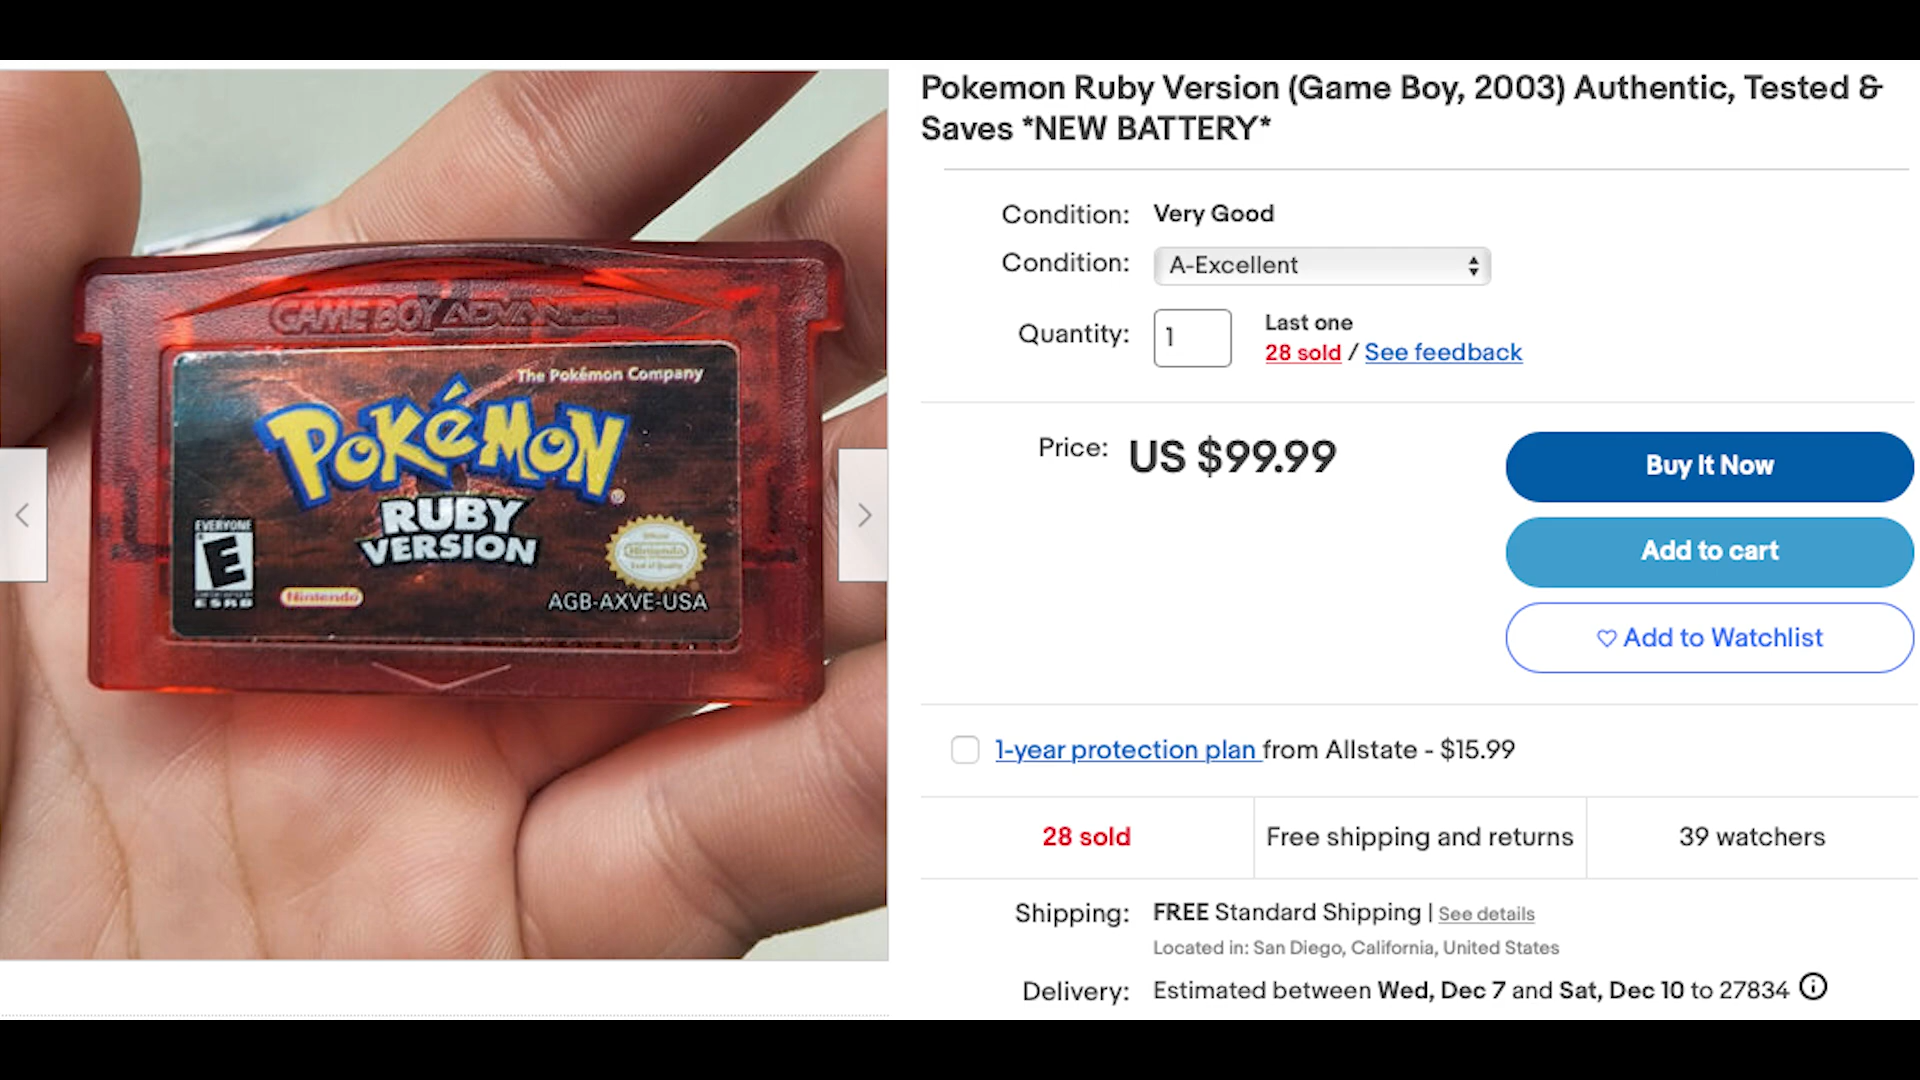 GAME BOY ADVANCE
The Pokémon Company
POKéMON®
RUBY
VERSION
EVERYONE
E
ESRB
Nintendo
Nintendo
AGB-AXVE-USA
Pokemon Ruby Version (Game Boy, 2003) Authentic, Tested &
Saves *NEW BATTERY*
Condition: Very Good
Condition: A-Excellent
Quantity: 1 Last one
28 sold / See feedback
Price: US $99.99
Buy It Now
Add to cart
Add to Watchlist
1-year protection plan from Allstate - $15.99
28 sold Free shipping and returns 39 watchers
Shipping: FREE Standard Shipping | See details
Located in: San Diego, California, United States
Delivery: Estimated between Wed, Dec 7 and Sat, Dec 10 to 27834